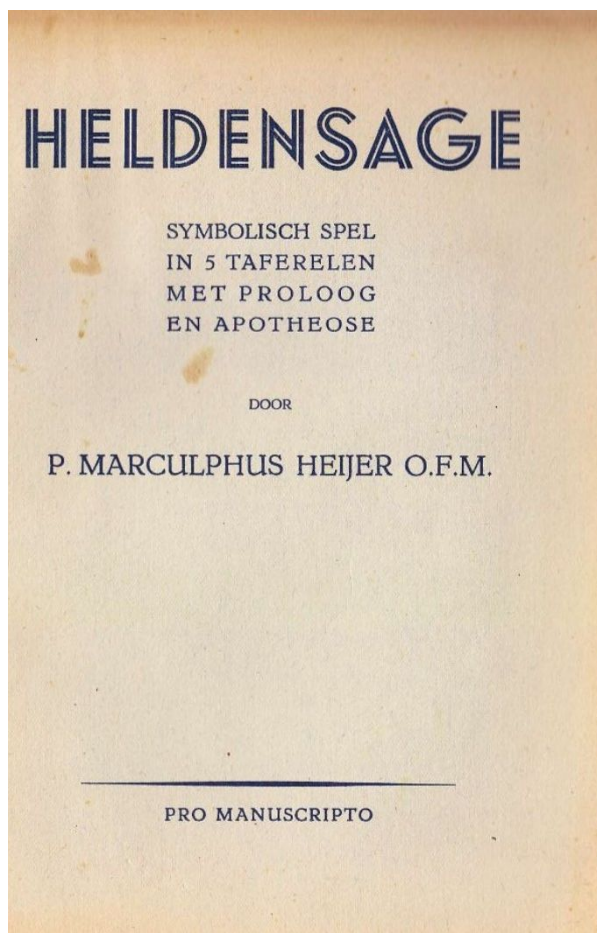 HELDENSAGE
SYMBOLISCH SPEL
IN 5 TAFERELEN
MET PROLOOG
EN APOTHEOSE
DOOR
P. MARCULPHUS HEIJER O.F.M.
PRO MANUSCRIPTO